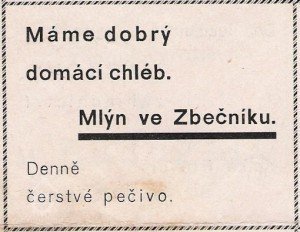 Máme dobrý
domácí chléb.
Mlýn ve Zbečníku.
Denně
čerstvé pečivo.